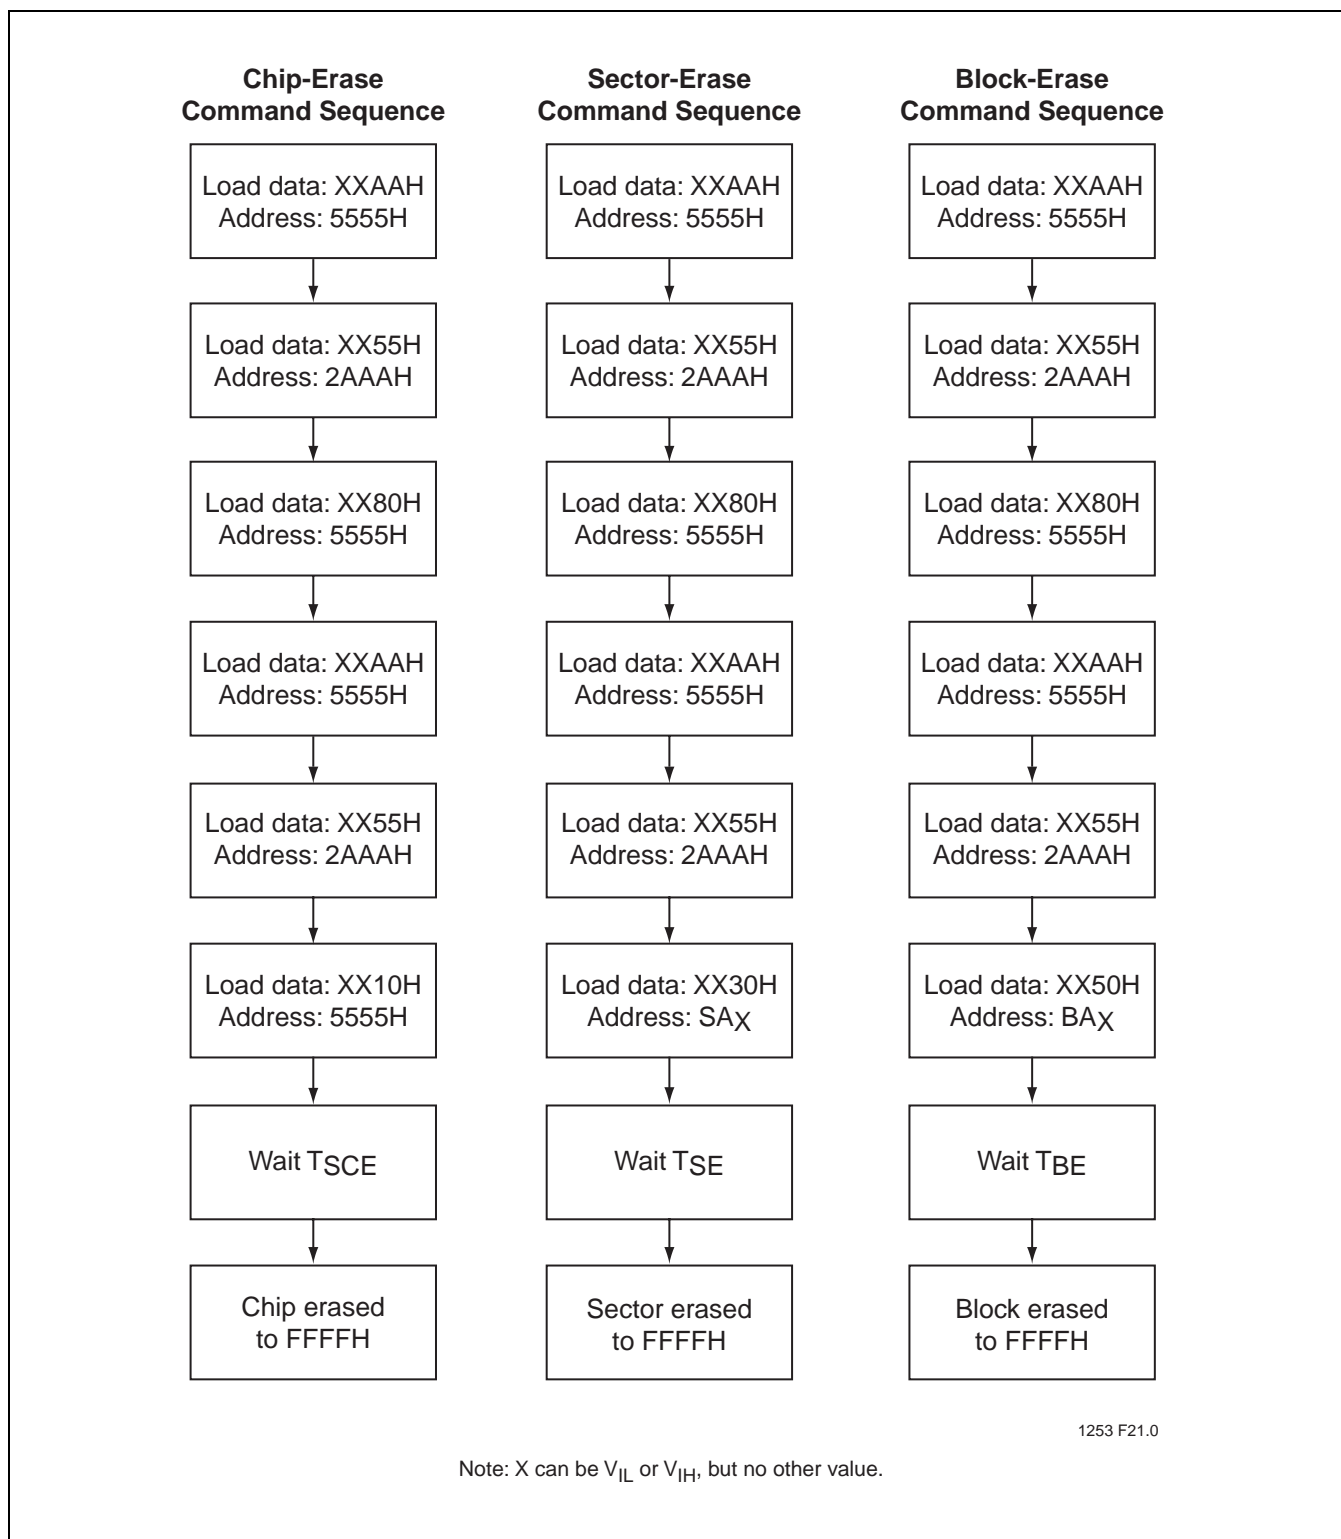 Chip-Erase
Command Sequence
Load data: XXAAH
Address: 5555H
Load data: XX55H
Address: 2AAAH
Load data: XX80H
Address: 5555H
Load data: XXAAH
Address: 5555H
Load data: XX55H
Address: 2AAAH
Load data: XX10H
Address: 5555H
Wait TSCE
Chip erased
to FFFFH
Sector-Erase
Command Sequence
Load data: XXAAH
Address: 5555H
Load data: XX55H
Address: 2AAAH
Load data: XX80H
Address: 5555H
Load data: XXAAH
Address: 5555H
Load data: XX55H
Address: 2AAAH
Load data: XX30H
Address: SAX
Wait TSE
Sector erased
to FFFFH
Block-Erase
Command Sequence
Load data: XXAAH
Address: 5555H
Load data: XX55H
Address: 2AAAH
Load data: XX80H
Address: 5555H
Load data: XXAAH
Address: 5555H
Load data: XX55H
Address: 2AAAH
Load data: XX50H
Address: BAX
Wait TBE
Block erased
to FFFFH
1253 F21.0
Note: X can be VIL or VIH, but no other value.